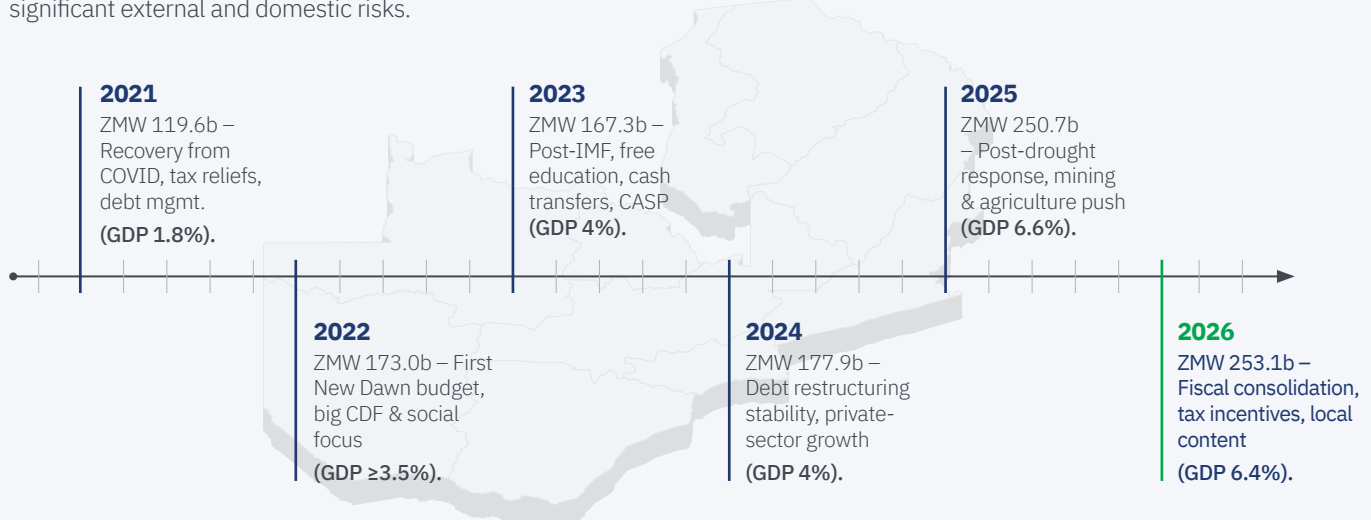 significant external and domestic risks.
2021
ZMW 119.6b –
Recovery from
COVID, tax reliefs,
debt mgmt.
(GDP 1.8%).
2022
ZMW 173.0b – First
New Dawn budget,
big CDF & social
focus
(GDP ≥3.5%).
2023
ZMW 167.3b –
Post-IMF, free
education, cash
transfers, CASP
(GDP 4%).
2024
ZMW 177.9b –
Debt restructuring
stability, private-
sector growth
(GDP 4%).
2025
ZMW 250.7b
– Post-drought
response, mining
& agriculture push
(GDP 6.6%).
2026
ZMW 253.1b –
Fiscal consolidation,
tax incentives, local
content
(GDP 6.4%).